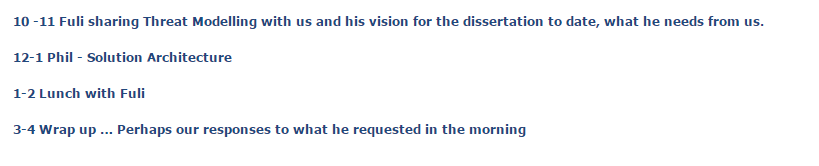 10 -11 Fuli sharing Threat Modelling with us and his vision for the dissertation to date, what he needs from us.
12-1 Phil - Solution Architecture
1-2 Lunch with Fuli
3-4 Wrap up ... Perhaps our responses to what he requested in the morning